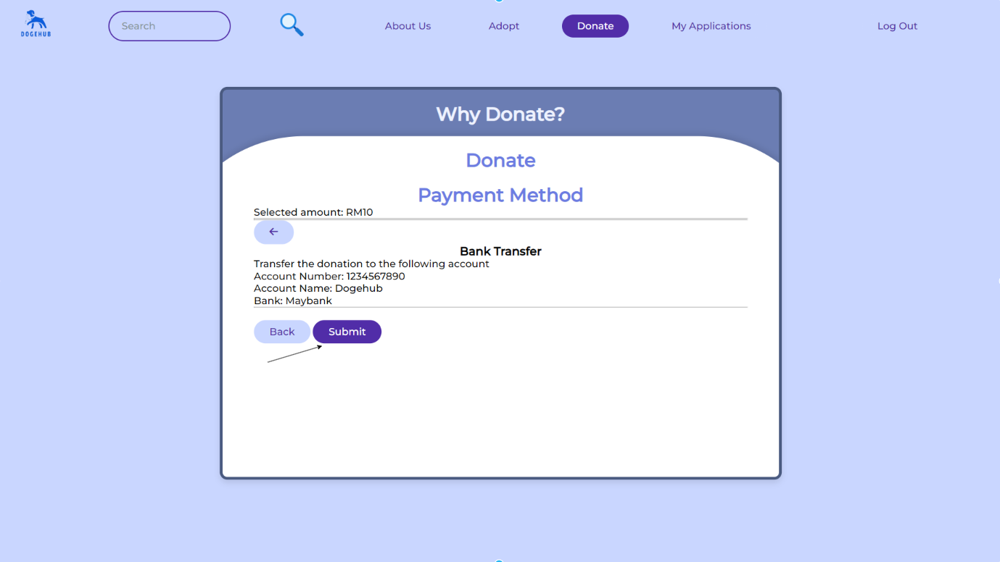 DOGEHUB
Search
About Us
Adopt
Donate
My Applications
Log Out
Why Donate?
Donate
Payment Method
Selected amount: RM10
←
Bank Transfer
Transfer the donation to the following account
Account Number: 1234567890
Account Name: Dogehub
Bank: Maybank
Back
Submit